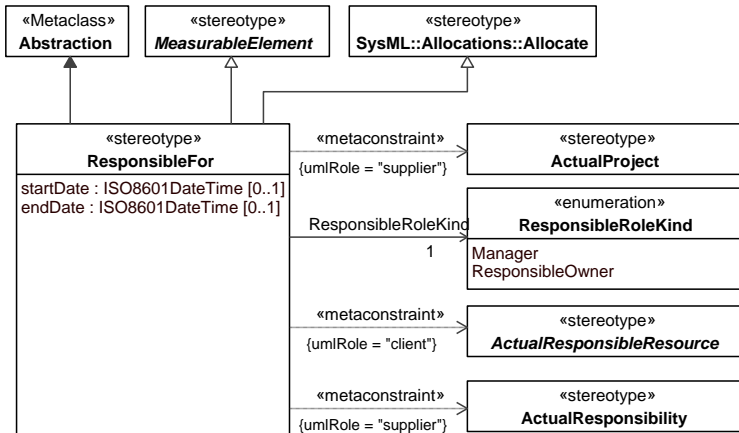 «Metaclass»
Abstraction
«stereotype»
MeasurableElement
«stereotype»
SysML::Allocations::Allocate
«stereotype»
ResponsibleFor
startDate : ISO8601DateTime [0..1]
endDate : ISO8601DateTime [0..1]
«metaconstraint»
{umlRole = "supplier"}
«stereotype»
ActualProject
ResponsibleRoleKind
1
«enumeration»
ResponsibleRoleKind
Manager
ResponsibleOwner
«metaconstraint»
{umlRole = "client"}
«stereotype»
ActualResponsibleResource
«metaconstraint»
{umlRole = "supplier"}
«stereotype»
ActualResponsibility